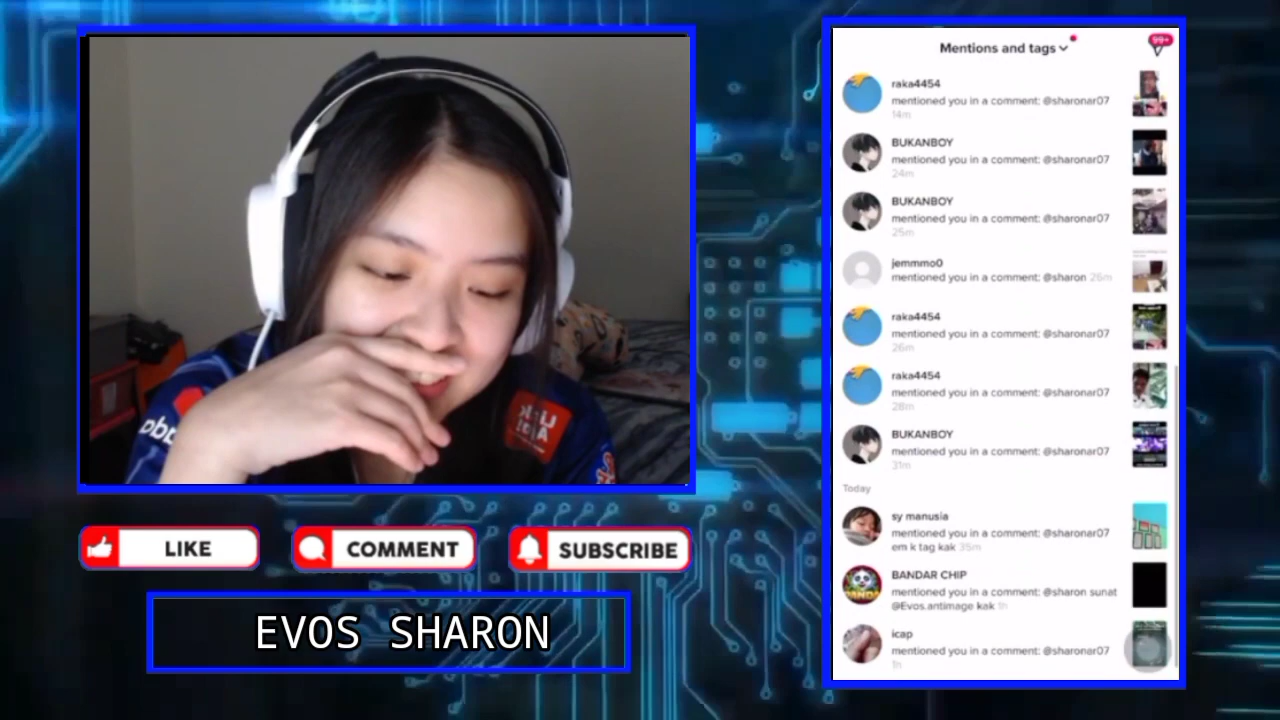 Mentions and tags
99+
raka4454
mentioned you in a comment: @sharonar07
14m
BUKANBOY
mentioned you in a comment: @sharonar07
24m
BUKANBOY
mentioned you in a comment: @sharonar07
25m
jemmmo0
mentioned you in a comment: @sharon 26m
raka4454
mentioned you in a comment: @sharonar07
26m
raka4454
mentioned you in a comment: @sharonar07
28m
BUKANBOY
mentioned you in a comment: @sharonar07
31m
Today
sy manusia
mentioned you in a comment: @sharonar07
em k tag kak 35m
BANDAR CHIP
mentioned you in a comment: @sharon sunat
@Evos.antimage kak 1h
icap
mentioned you in a comment: @sharonar07
1h
PANDA
LIKE
COMMENT
SUBSCRIBE
EVOS SHARON